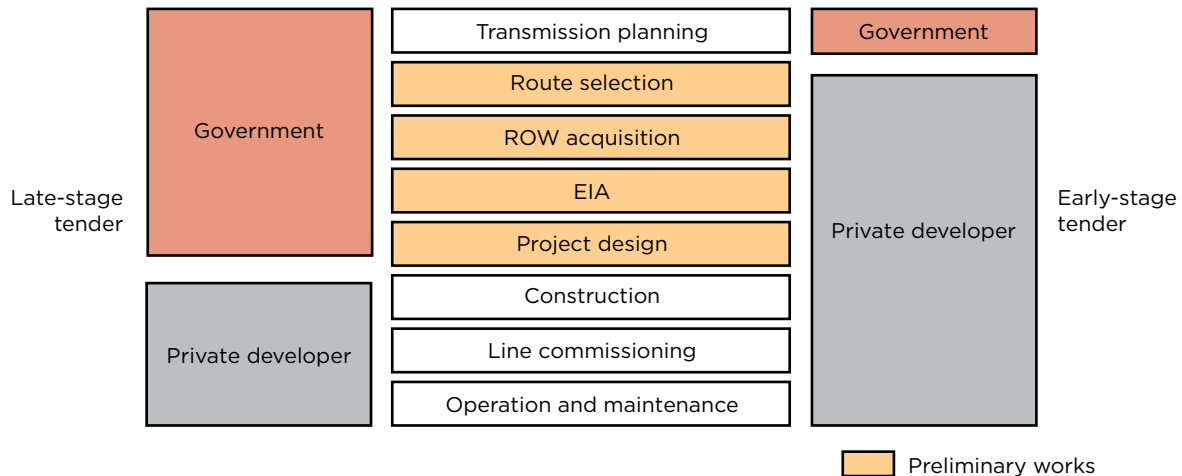 Transmission planning
Government
Route selection
Government
ROW acquisition
EIA
Late-stage
tender
Early-stage
tender
Private developer
Project design
Construction
Private developer
Line commissioning
Operation and maintenance
Preliminary works